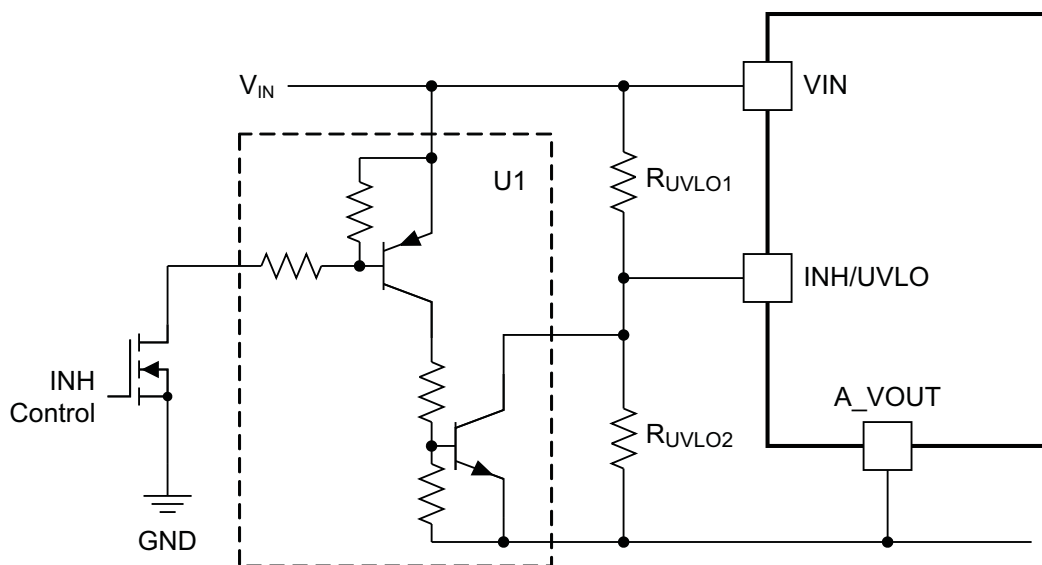 V_IN
VIN
U1
R_UVLO1
INH/UVLO
INH
Control
A_VOUT
R_UVLO2
GND